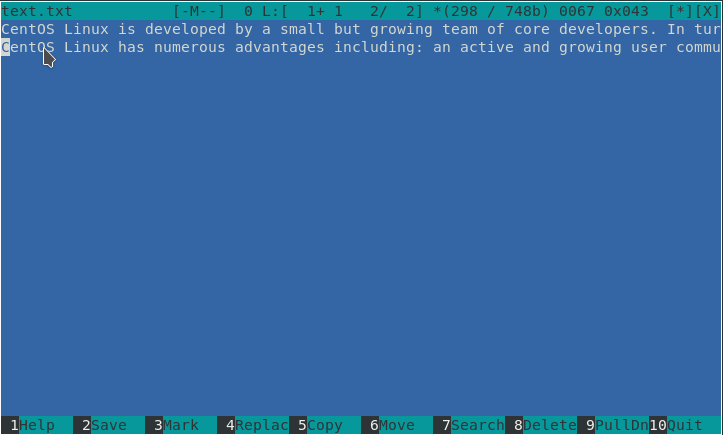 text.txt [-M--] 0 L:[ 1+ 1 2/ 2] *(298 / 748b) 0067 0x043 [*][X]
CentOS Linux is developed by a small but growing team of core developers. In tur
CentOS Linux has numerous advantages including: an active and growing user commu
1Help 2Save 3Mark 4Replac 5Copy 6Move 7Search 8Delete 9PullDn 10Quit